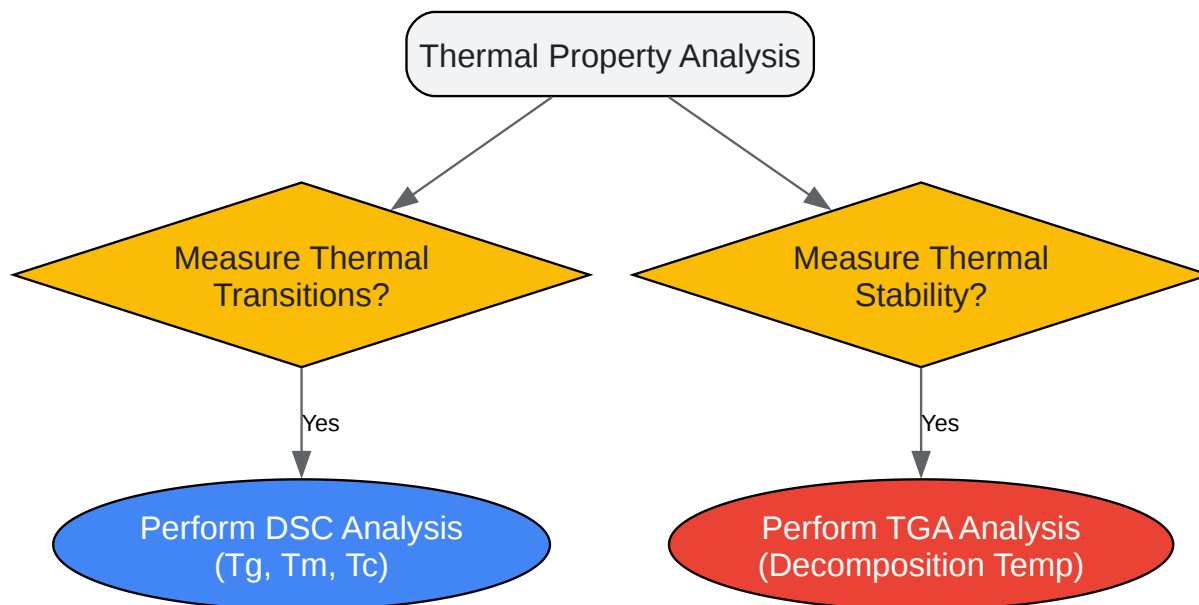 Thermal Property Analysis
Measure Thermal
Transitions?
Measure Thermal
Stability?
Yes
Yes
Perform DSC Analysis
(Tg, Tm, Tc)
Perform TGA Analysis
(Decomposition Temp)